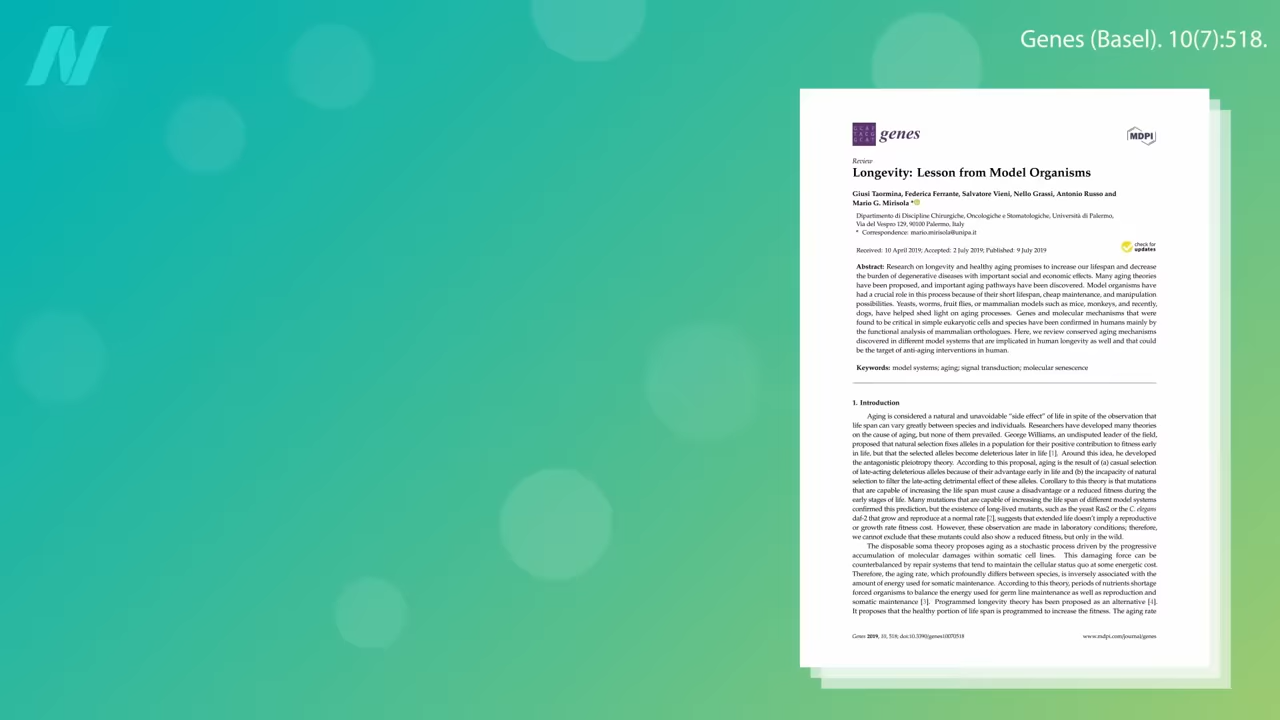 Genes (Basel). 10(7):518.
genes
MDPI
Review
Longevity: Lesson from Model Organisms
Giusi Taormina, Federica Ferrante, Salvatore Vieni, Nello Grassi, Antonio Russo and
Mario G. Mirisola *
Dipartimento di Discipline Chirurgiche, Oncologiche e Stomatologiche, Università di Palermo,
Via del Vespro 129, 90100 Palermo, Italy
* Correspondence: mario.mirisola@unipa.it
Received: 10 April 2019; Accepted: 2 July 2019; Published: 9 July 2019
check for
updates
Abstract: Research on longevity and healthy aging promises to increase our lifespan and decrease
the burden of degenerative diseases with important social and economic effects. Many aging theories
have been proposed, and important aging pathways have been discovered. Model organisms have
had a crucial role in this process because of their short lifespan, cheap maintenance, and manipulation
possibilities. Yeasts, worms, fruit flies, or mammalian models such as mice, monkeys, and recently,
dogs, have helped shed light on aging processes. Genes and molecular mechanisms that were
found to be critical in simple eukaryotic cells and species have been confirmed in humans mainly by
the functional analysis of mammalian orthologues. Here, we review conserved aging mechanisms
discovered in different model systems that are implicated in human longevity as well and that could
be the target of anti-aging interventions in human.
Keywords: model systems; aging; signal transduction; molecular senescence
1. Introduction
Aging is considered a natural and unavoidable “side effect” of life in spite of the observation that
life span can vary greatly between species and individuals. Researchers have developed many theories
on the cause of aging, but none of them prevailed. George Williams, an undisputed leader of the field,
proposed that natural selection fixes alleles in a population for their positive contribution to fitness early
in life, but that the selected alleles become deleterious later in life [1]. Around this idea, he developed
the antagonistic pleiotropy theory. According to this proposal, aging is the result of (a) casual selection
of late-acting deleterious alleles because of their advantage early in life and (b) the incapacity of natural
selection to filter the late-acting detrimental effect of these alleles. Corollary to this theory is that mutations
that are capable of increasing the life span must cause a disadvantage or a reduced fitness during the
early stages of life. Many mutations that are capable of increasing the life span of different model systems
confirmed this prediction, but the existence of long-lived mutants, such as the yeast Ras2 or the C. elegans
daf-2 that grow and reproduce at a normal rate [2], suggests that extended life doesn’t imply a reproductive
or growth rate fitness cost. However, these observation are made in laboratory conditions; therefore,
we cannot exclude that these mutants could also show a reduced fitness, but only in the wild.
The disposable soma theory proposes aging as a stochastic process driven by the progressive
accumulation of molecular damages within somatic cell lines. This damaging force can be
counterbalanced by repair systems that tend to maintain the cellular status quo at some energetic cost.
Therefore, the aging rate, which profoundly differs between species, is inversely associated with the
amount of energy used for somatic maintenance. According to this theory, periods of nutrients shortage
forced organisms to balance the energy used for germ line maintenance as well as reproduction and
somatic maintenance [3]. Programmed longevity theory has been proposed as an alternative [4].
It proposes that the healthy portion of life span is programmed to increase the fitness. The aging rate
Genes 2019, 10, 518; doi:10.3390/genes10070518
www.mdpi.com/journal/genes